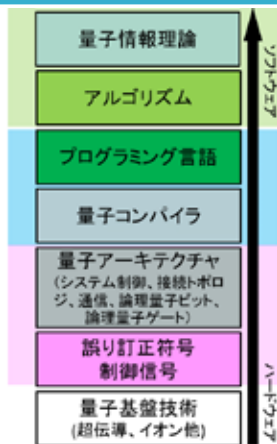 量子情報理論
アルゴリズム
プログラミング言語
量子コンパイラ
量子アーキテクチャ
(システム制御、接続トポロ
ジ、通信、論理量子ビット、
論理量子ゲート)
誤り訂正符号
制御信号
量子基盤技術
(超伝導、イオン他)
ソフトウェア
ハードウェア